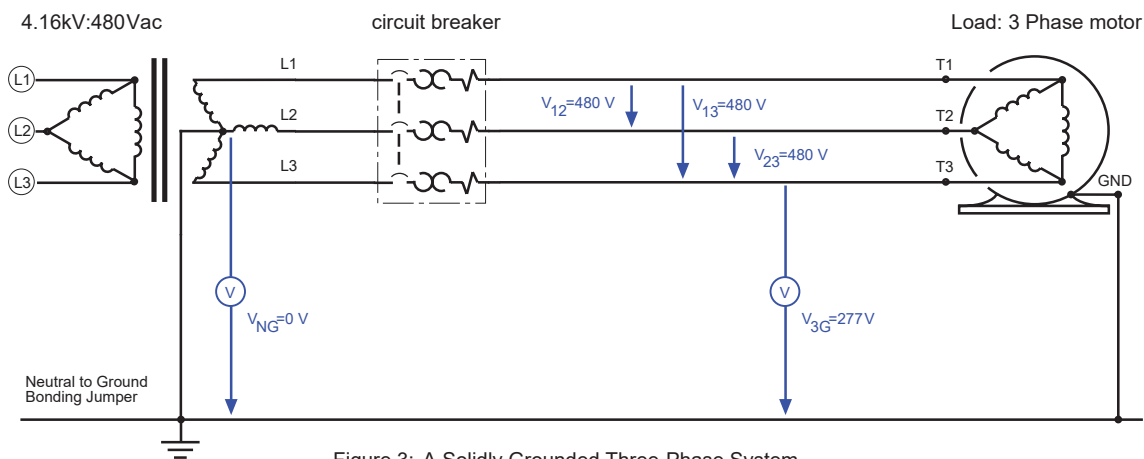 4.16kV:480Vac
circuit breaker
Load: 3 Phase motor
L1
L1
T1
V12=480 V
V13=480 V
L2
L2
T2
V23=480 V
L3
L3
T3
GND
V
V
VNG=0 V
V3G=277V
Neutral to Ground
Bonding Jumper
Figure 3: A Solidly Grounded Three-Phase System